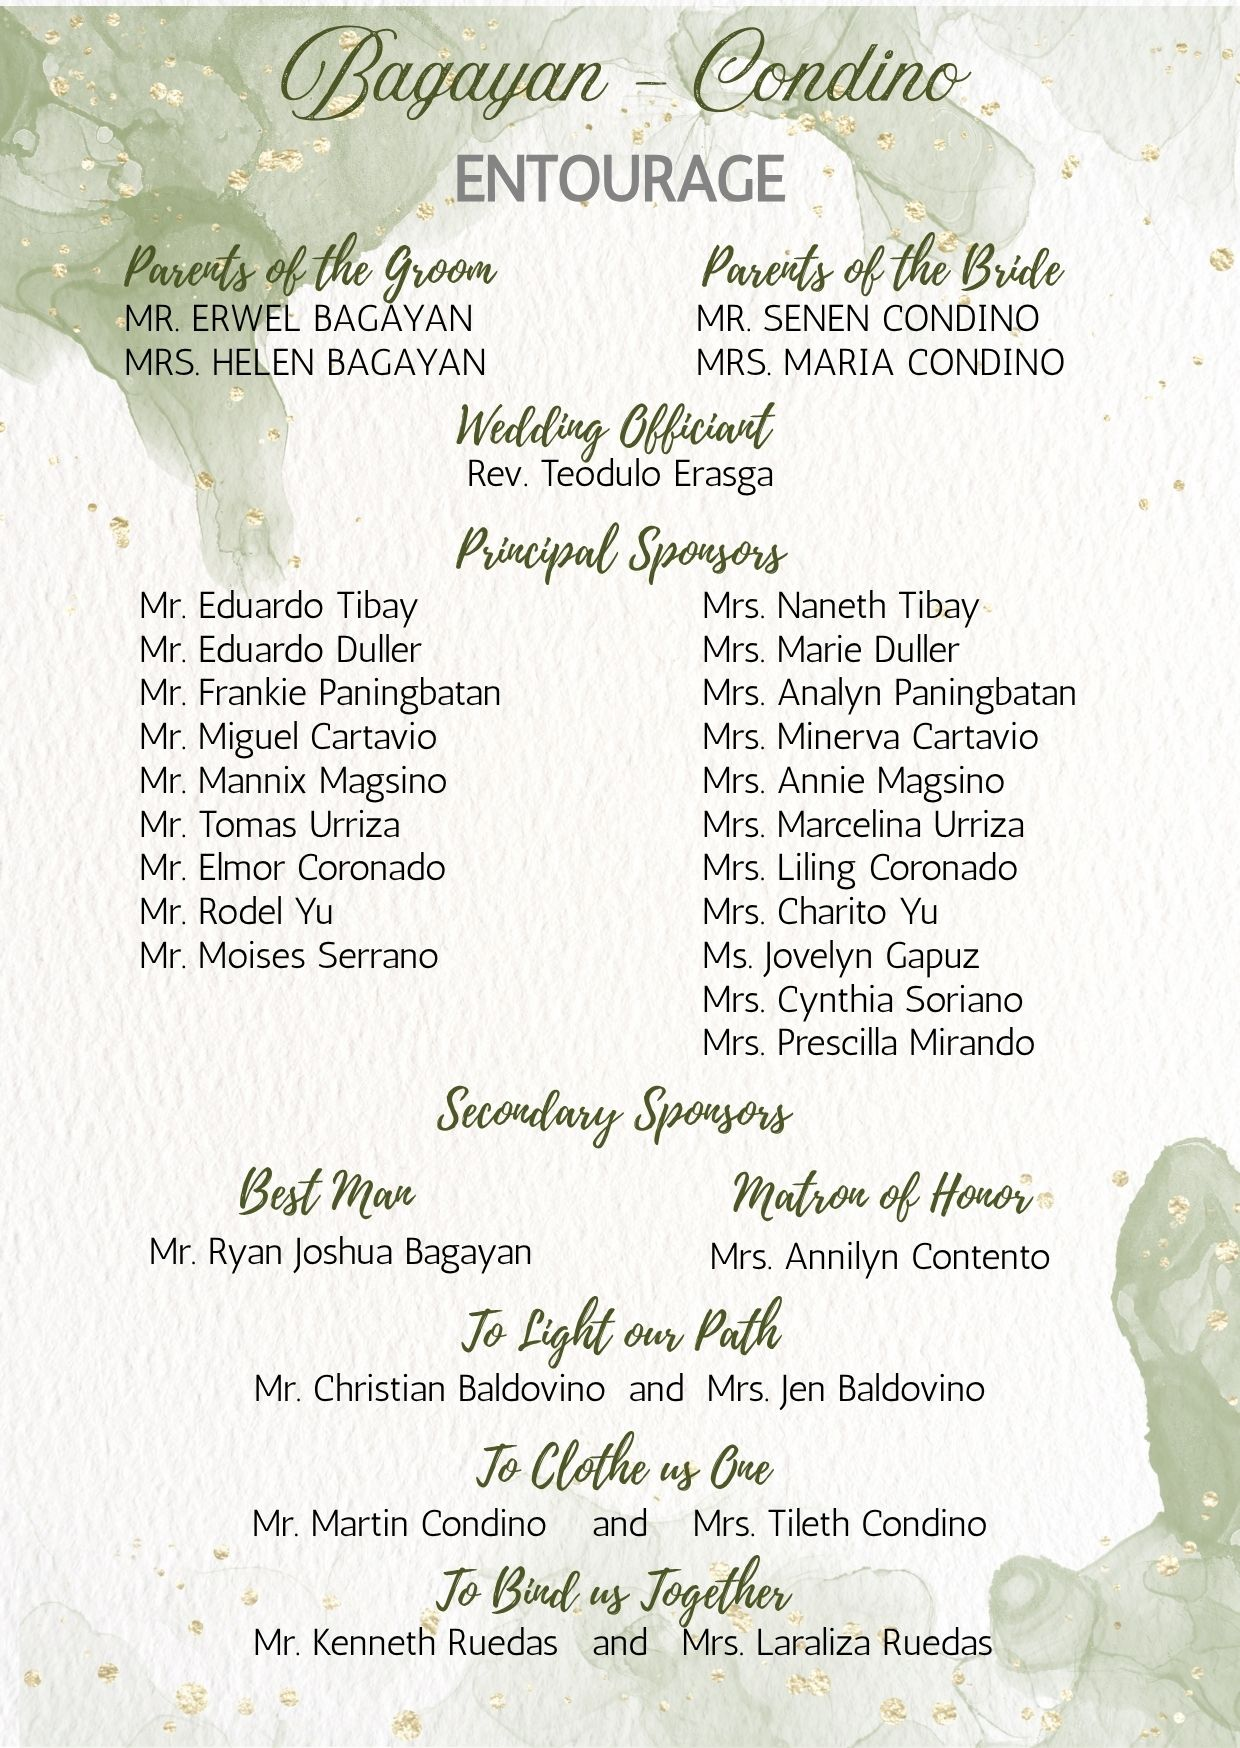 Bagayan - Condino
ENTOURAGE
Parents of the Groom
MR. ERWEL BAGAYAN
MRS. HELEN BAGAYAN
Parents of the Bride
MR. SENEN CONDINO
MRS. MARIA CONDINO
Wedding Officiant
Rev. Teodulo Erasga
Principal Sponsors
Mr. Eduardo Tibay
Mr. Eduardo Duller
Mr. Frankie Paningbatan
Mr. Miguel Cartavio
Mr. Mannix Magsino
Mr. Tomas Urriza
Mr. Elmor Coronado
Mr. Rodel Yu
Mr. Moises Serrano
Mrs. Naneth Tibay
Mrs. Marie Duller
Mrs. Analyn Paningbatan
Mrs. Minerva Cartavio
Mrs. Annie Magsino
Mrs. Marcelina Urriza
Mrs. Liling Coronado
Mrs. Charito Yu
Ms. Jovelyn Gapuz
Mrs. Cynthia Soriano
Mrs. Prescilla Mirando
Secondary Sponsors
Best Man
Mr. Ryan Joshua Bagayan
Matron of Honor
Mrs. Annilyn Contento
To Light our Path
Mr. Christian Baldovino and Mrs. Jen Baldovino
To Clothe us One
Mr. Martin Condino and Mrs. Tileth Condino
To Bind us Together
Mr. Kenneth Ruedas and Mrs. Laraliza Ruedas